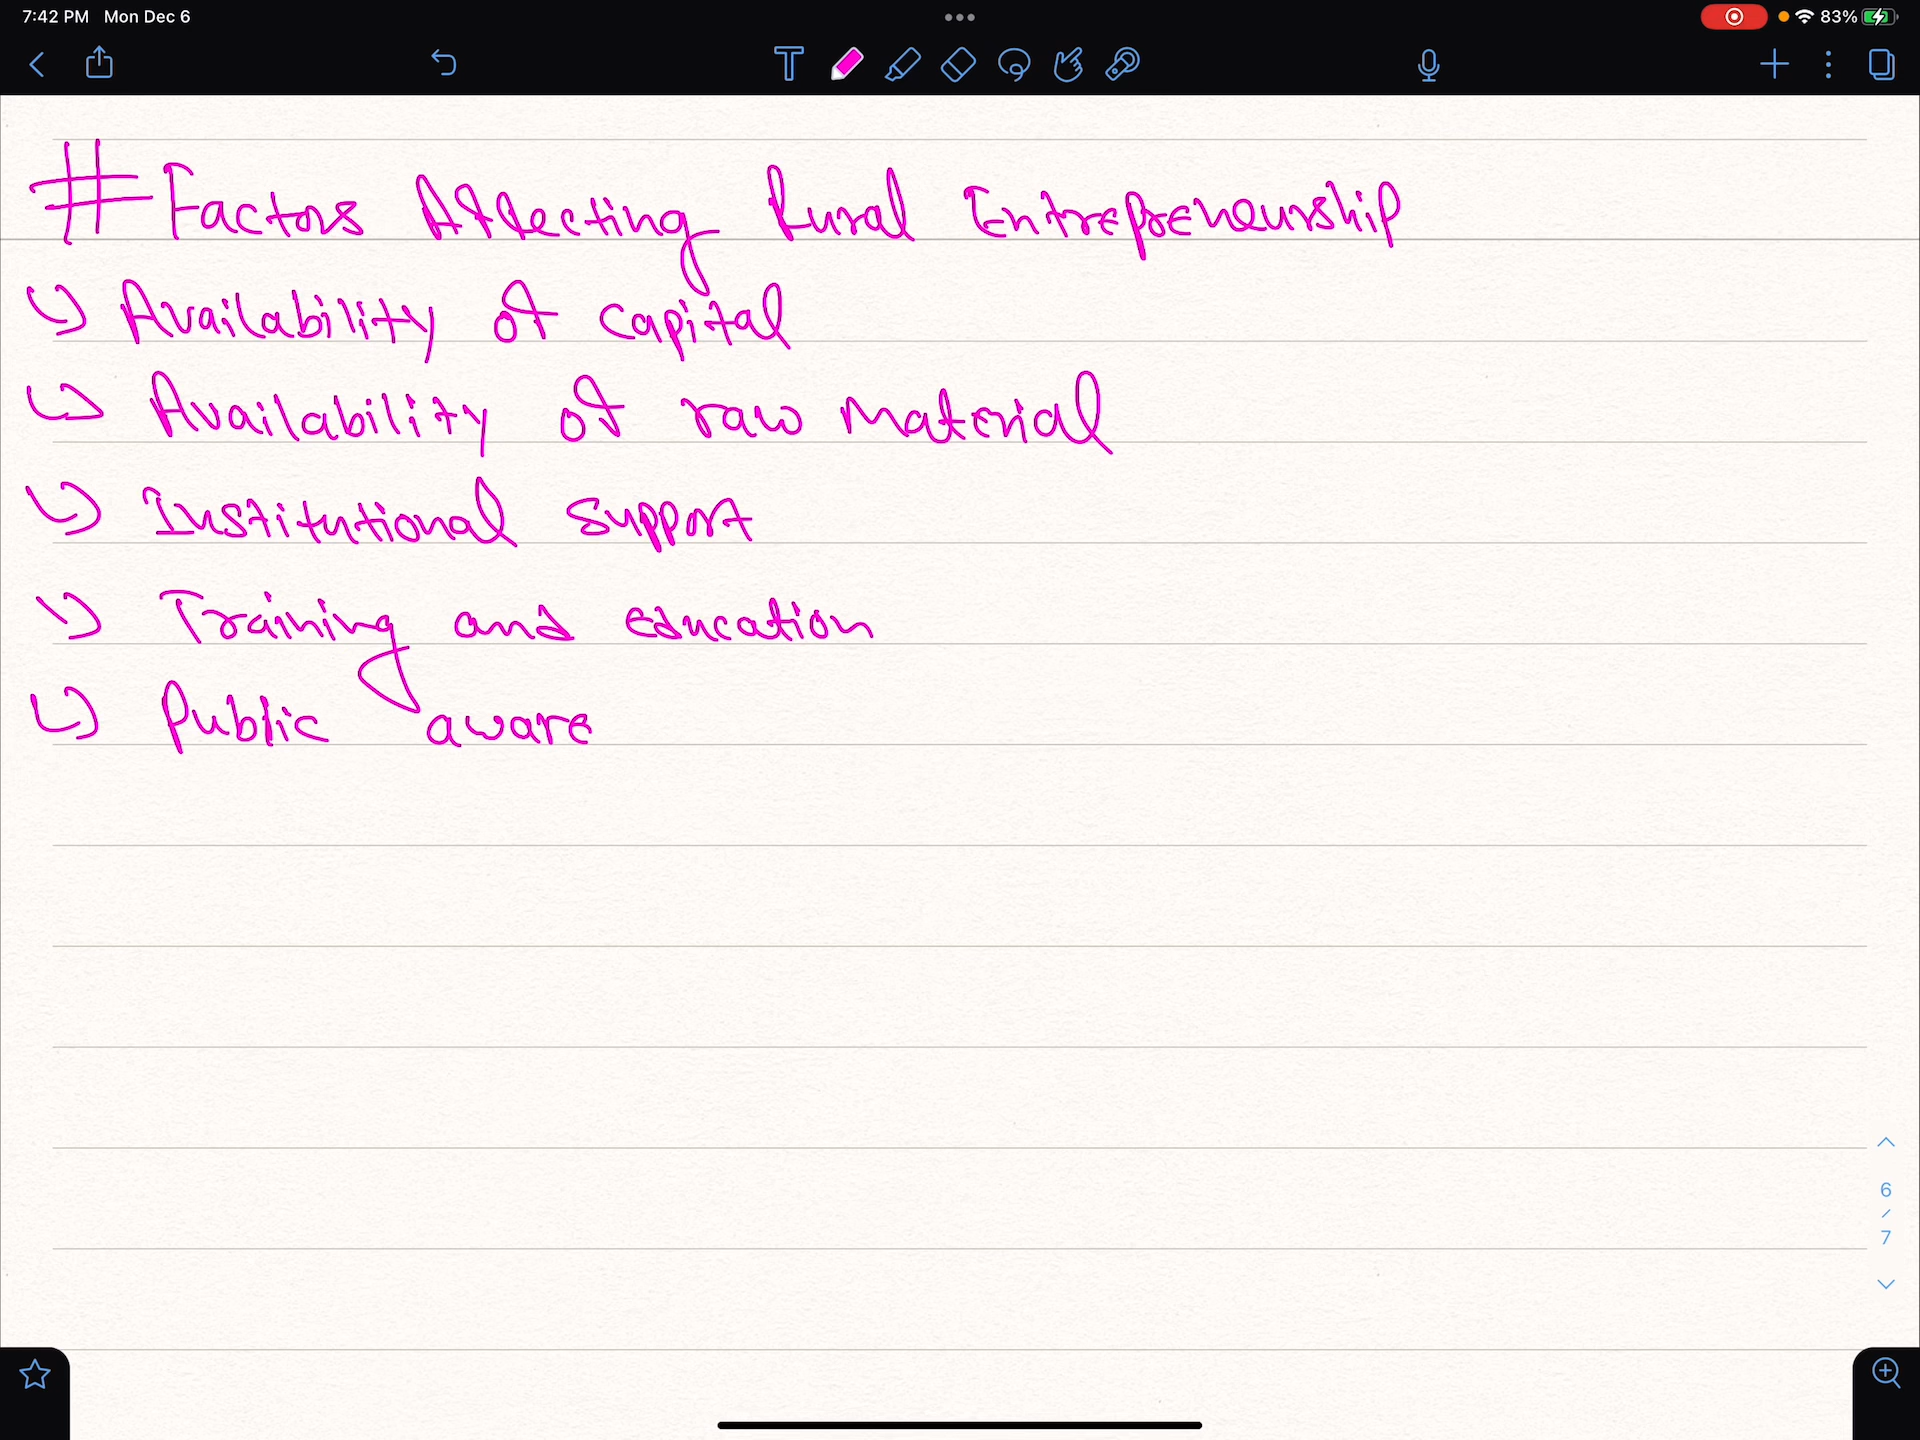 7:42 PM Mon Dec 6
83%
# Factors Affecting Rural Entrepreneurship
↳ Availability of capital
↳ Availability of raw material
↳ Institutional support
↳ Training and education
↳ Public aware
6
/
7